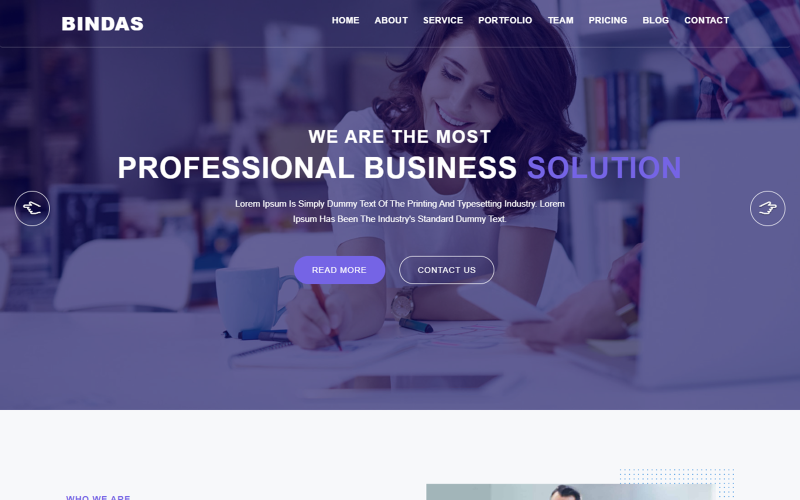 BINDAS
HOME ABOUT SERVICE PORTFOLIO TEAM PRICING BLOG CONTACT
WE ARE THE MOST
PROFESSIONAL BUSINESS SOLUTION
Lorem Ipsum Is Simply Dummy Text Of The Printing And Typesetting Industry. Lorem
Ipsum Has Been The Industry's Standard Dummy Text.
READ MORE CONTACT US
WHO WE ARE